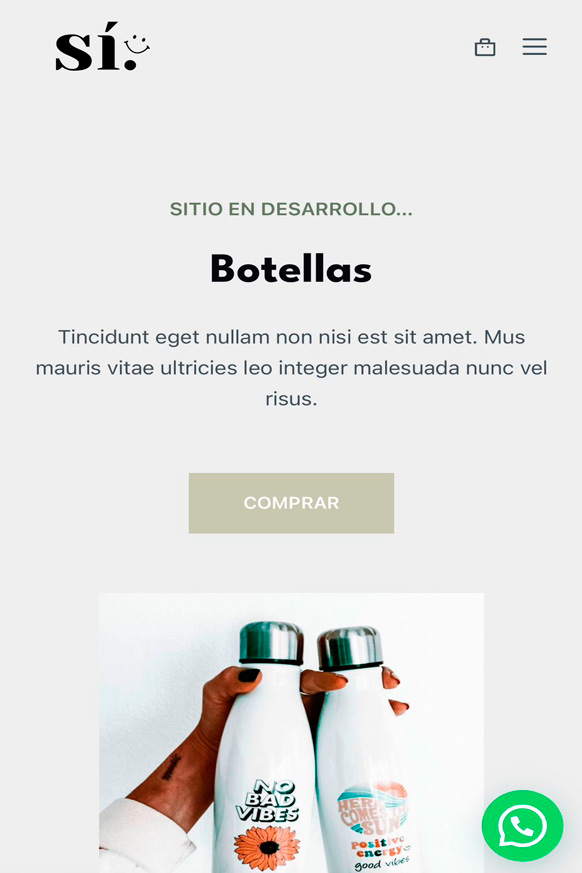 sí.
SITIO EN DESARROLLO...
Botellas
Tincidunt eget nullam non nisi est sit amet. Mus
mauris vitae ultricies leo integer malesuada nunc vel
risus.
COMPRAR
NO
BAD
VIBES
HERE
COMES
SUN
positive
energy
good vibes